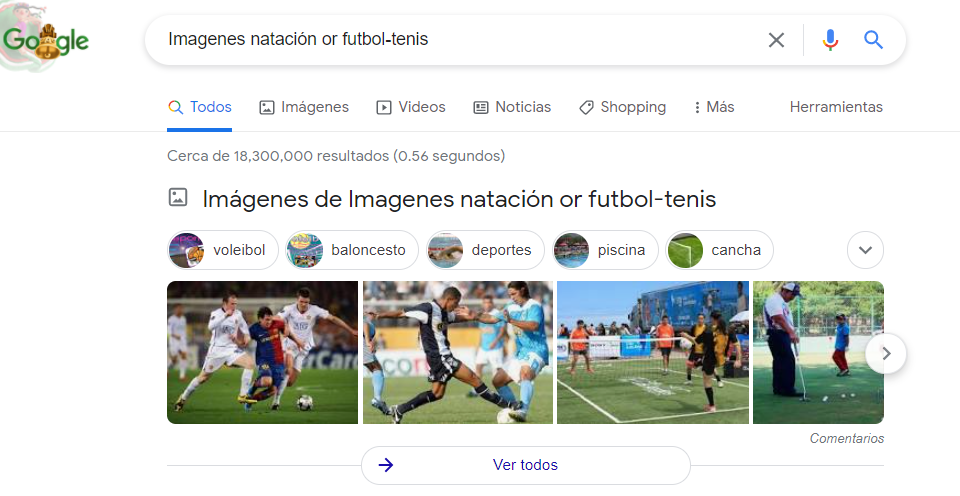 Google
Imagenes natación or futbol-tenis
Todos Imágenes Videos Noticias Shopping Más Herramientas
Cerca de 18,300,000 resultados (0.56 segundos)
Imágenes de Imagenes natación or futbol-tenis
voleibol baloncesto deportes piscina cancha
Comentarios
Ver todos